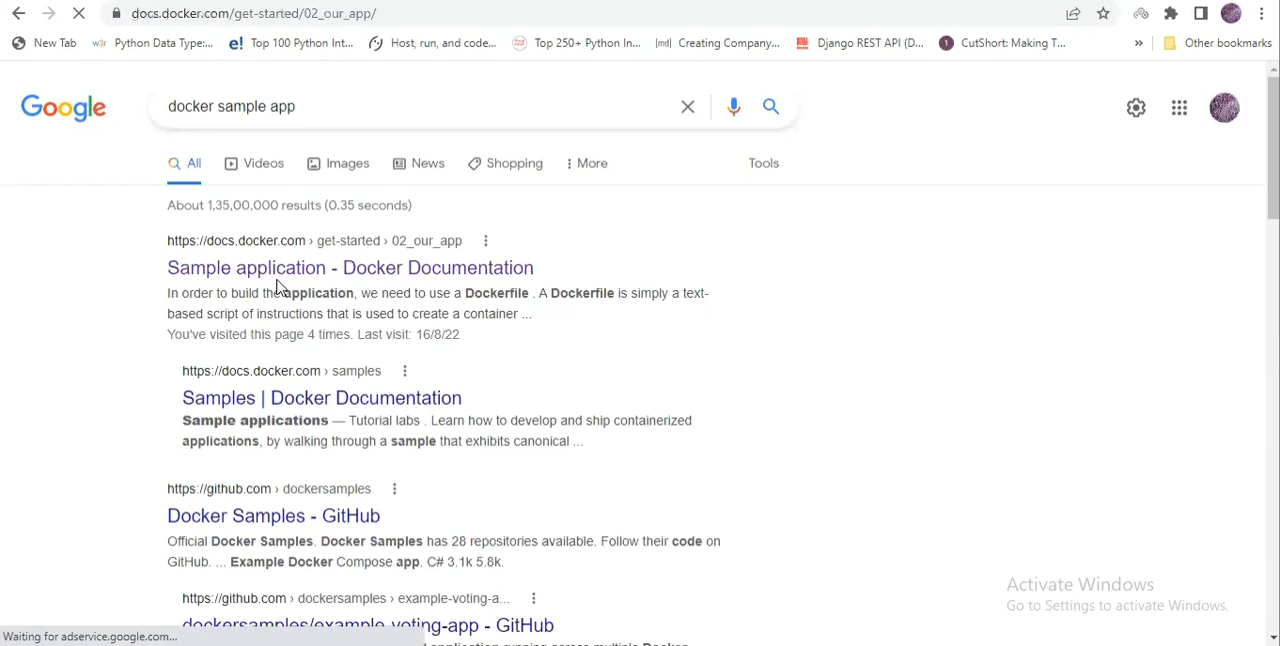 docs.docker.com/get-started/02_our_app/
New Tab
Python Data Type:...
Top 100 Python Int...
Host, run, and code...
Top 250+ Python In...
Creating Company...
Django REST API (D...
CutShort: Making T...
»
Other bookmarks
Google
docker sample app
All
Videos
Images
News
Shopping
More
Tools
About 1,35,00,000 results (0.35 seconds)
https://docs.docker.com › get-started › 02_our_app
Sample application - Docker Documentation
In order to build the application, we need to use a Dockerfile . A Dockerfile is simply a text-
based script of instructions that is used to create a container ...
You've visited this page 4 times. Last visit: 16/8/22
https://docs.docker.com › samples
Samples | Docker Documentation
Sample applications — Tutorial labs . Learn how to develop and ship containerized
applications, by walking through a sample that exhibits canonical ...
https://github.com › dockersamples
Docker Samples - GitHub
Official Docker Samples. Docker Samples has 28 repositories available. Follow their code on
GitHub. ... Example Docker Compose app. C# 3.1k 5.8k.
https://github.com › dockersamples › example-voting-a...
dockersamples/example-voting-app - GitHub
Activate Windows
Go to Settings to activate Windows.
Waiting for adservice.google.com...